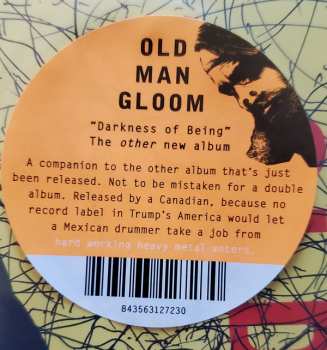 OLD
MAN
GLOOM
"Darkness of Being"
The other new album
A companion to the other album that's just
been released. Not to be mistaken for a double
album. Released by a Canadian, because no
record label in Trump's America would let
a Mexican drummer take a job from
hard working heavy metal voters.
843563127230